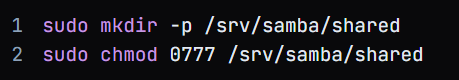 1 sudo mkdir -p /srv/samba/shared
2 sudo chmod 0777 /srv/samba/shared